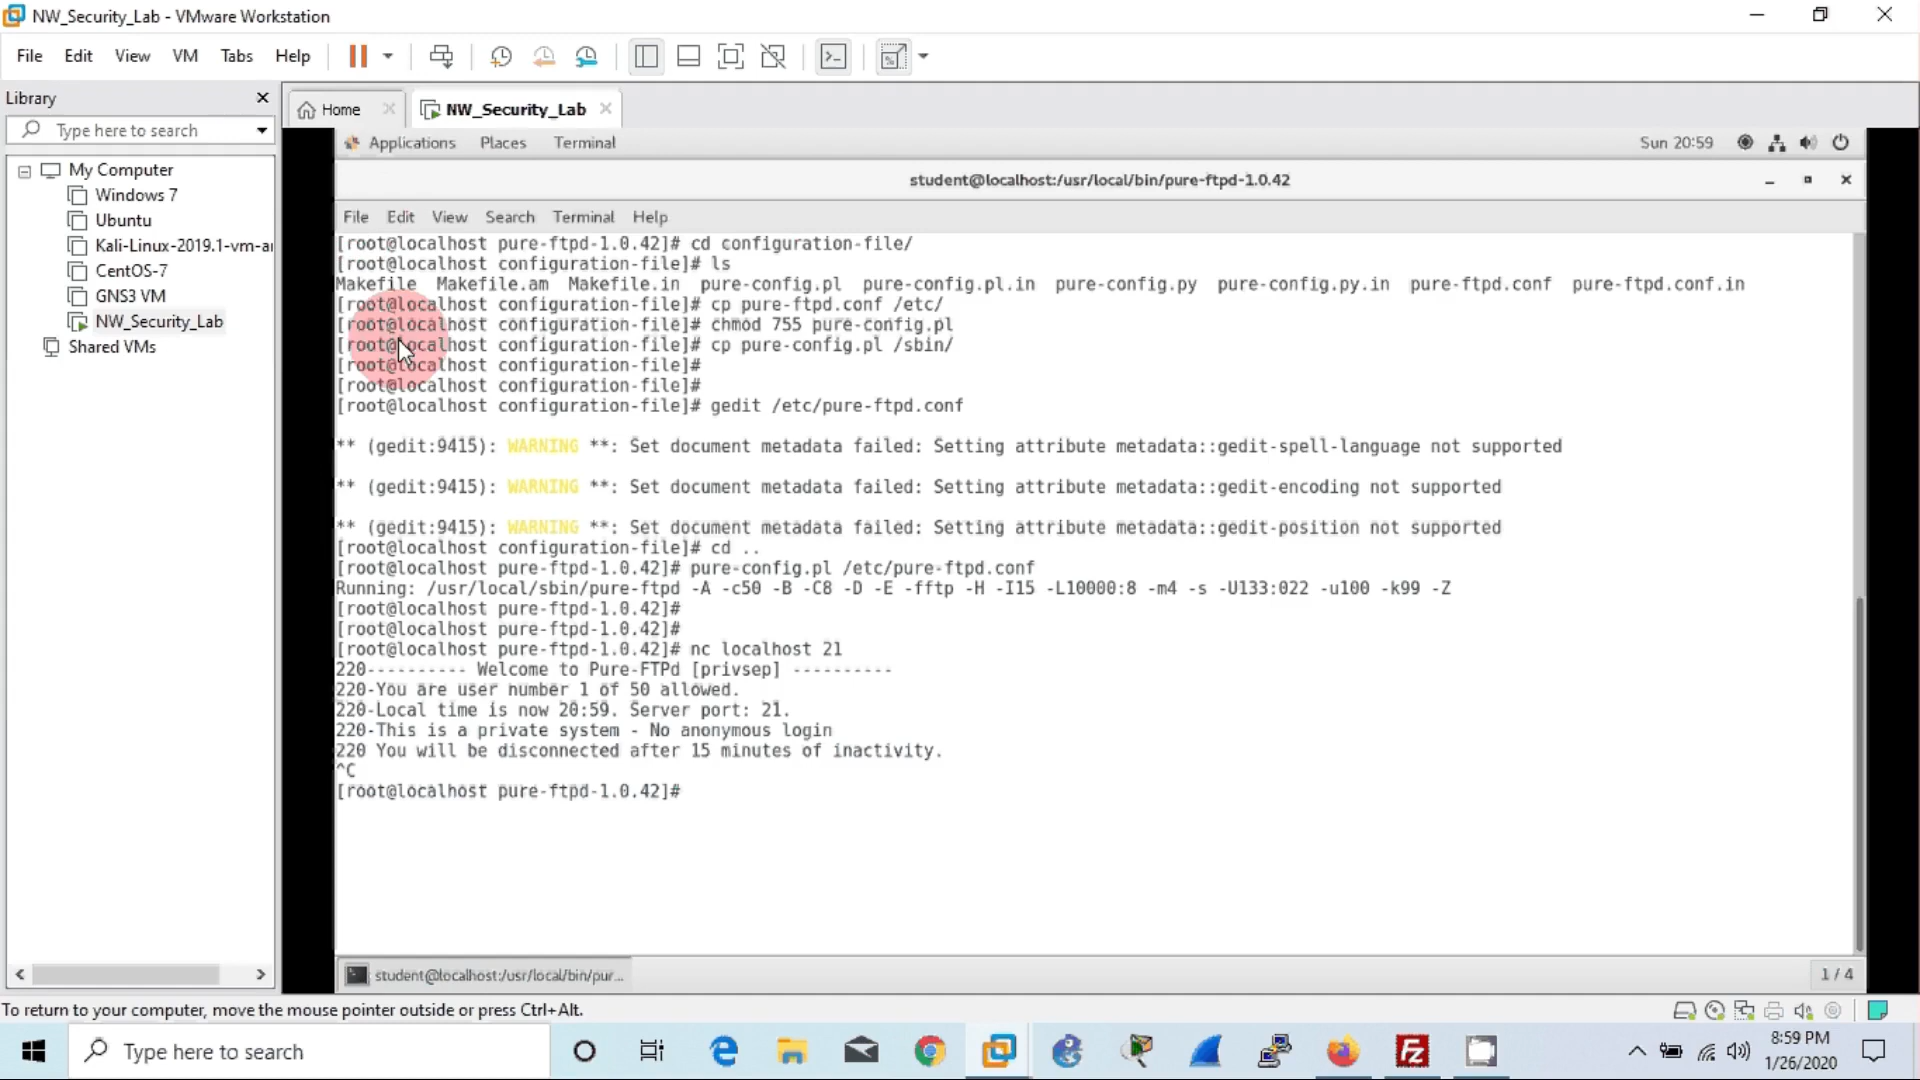 NW_Security_Lab - VMware Workstation
File Edit View VM Tabs Help
Library
Home
NW_Security_Lab
Type here to search
My Computer
Windows 7
Ubuntu
Kali-Linux-2019.1-vm-a
CentOS-7
GNS3 VM
NW_Security_Lab
Shared VMs
Applications Places Terminal
Sun 20:59
student@localhost:/usr/local/bin/pure-ftpd-1.0.42
File Edit View Search Terminal Help
[root@localhost pure-ftpd-1.0.42]# cd configuration-file/
[root@localhost configuration-file]# ls
Makefile Makefile.am Makefile.in pure-config.pl pure-config.pl.in pure-config.py pure-config.py.in pure-ftpd.conf pure-ftpd.conf.in
[root@localhost configuration-file]# cp pure-ftpd.conf /etc/
[root@localhost configuration-file]# chmod 755 pure-config.pl
[root@localhost configuration-file]# cp pure-config.pl /sbin/
[root@localhost configuration-file]#
[root@localhost configuration-file]#
[root@localhost configuration-file]# gedit /etc/pure-ftpd.conf
** (gedit:9415): WARNING **: Set document metadata failed: Setting attribute metadata::gedit-spell-language not supported
** (gedit:9415): WARNING **: Set document metadata failed: Setting attribute metadata::gedit-encoding not supported
** (gedit:9415): WARNING **: Set document metadata failed: Setting attribute metadata::gedit-position not supported
[root@localhost configuration-file]# cd ..
[root@localhost pure-ftpd-1.0.42]# pure-config.pl /etc/pure-ftpd.conf
Running: /usr/local/sbin/pure-ftpd -A -c50 -B -C8 -D -E -fftp -H -I15 -L10000:8 -m4 -s -U133:022 -u100 -k99 -Z
[root@localhost pure-ftpd-1.0.42]#
[root@localhost pure-ftpd-1.0.42]#
[root@localhost pure-ftpd-1.0.42]# nc localhost 21
220---------- Welcome to Pure-FTPd [privsep] ----------
220-You are user number 1 of 50 allowed.
220-Local time is now 20:59. Server port: 21.
220-This is a private system - No anonymous login
220 You will be disconnected after 15 minutes of inactivity.
^C
[root@localhost pure-ftpd-1.0.42]#
student@localhost:/usr/local/bin/pur...
1 / 4
To return to your computer, move the mouse pointer outside or press Ctrl+Alt.
Type here to search
8:59 PM
1/26/2020